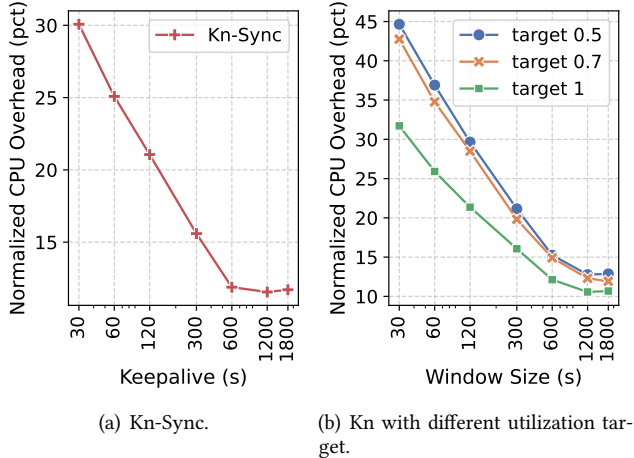 Normalized CPU Overhead (pct)
30
25
20
15
Kn-Sync
30
60
120
300
600
1200
1800
Keepalive (s)
(a) Kn-Sync.
Normalized CPU Overhead (pct)
45
40
35
30
25
20
15
10
target 0.5
target 0.7
target 1
30
60
120
300
600
1200
1800
Window Size (s)
(b) Kn with different utilization tar-
get.